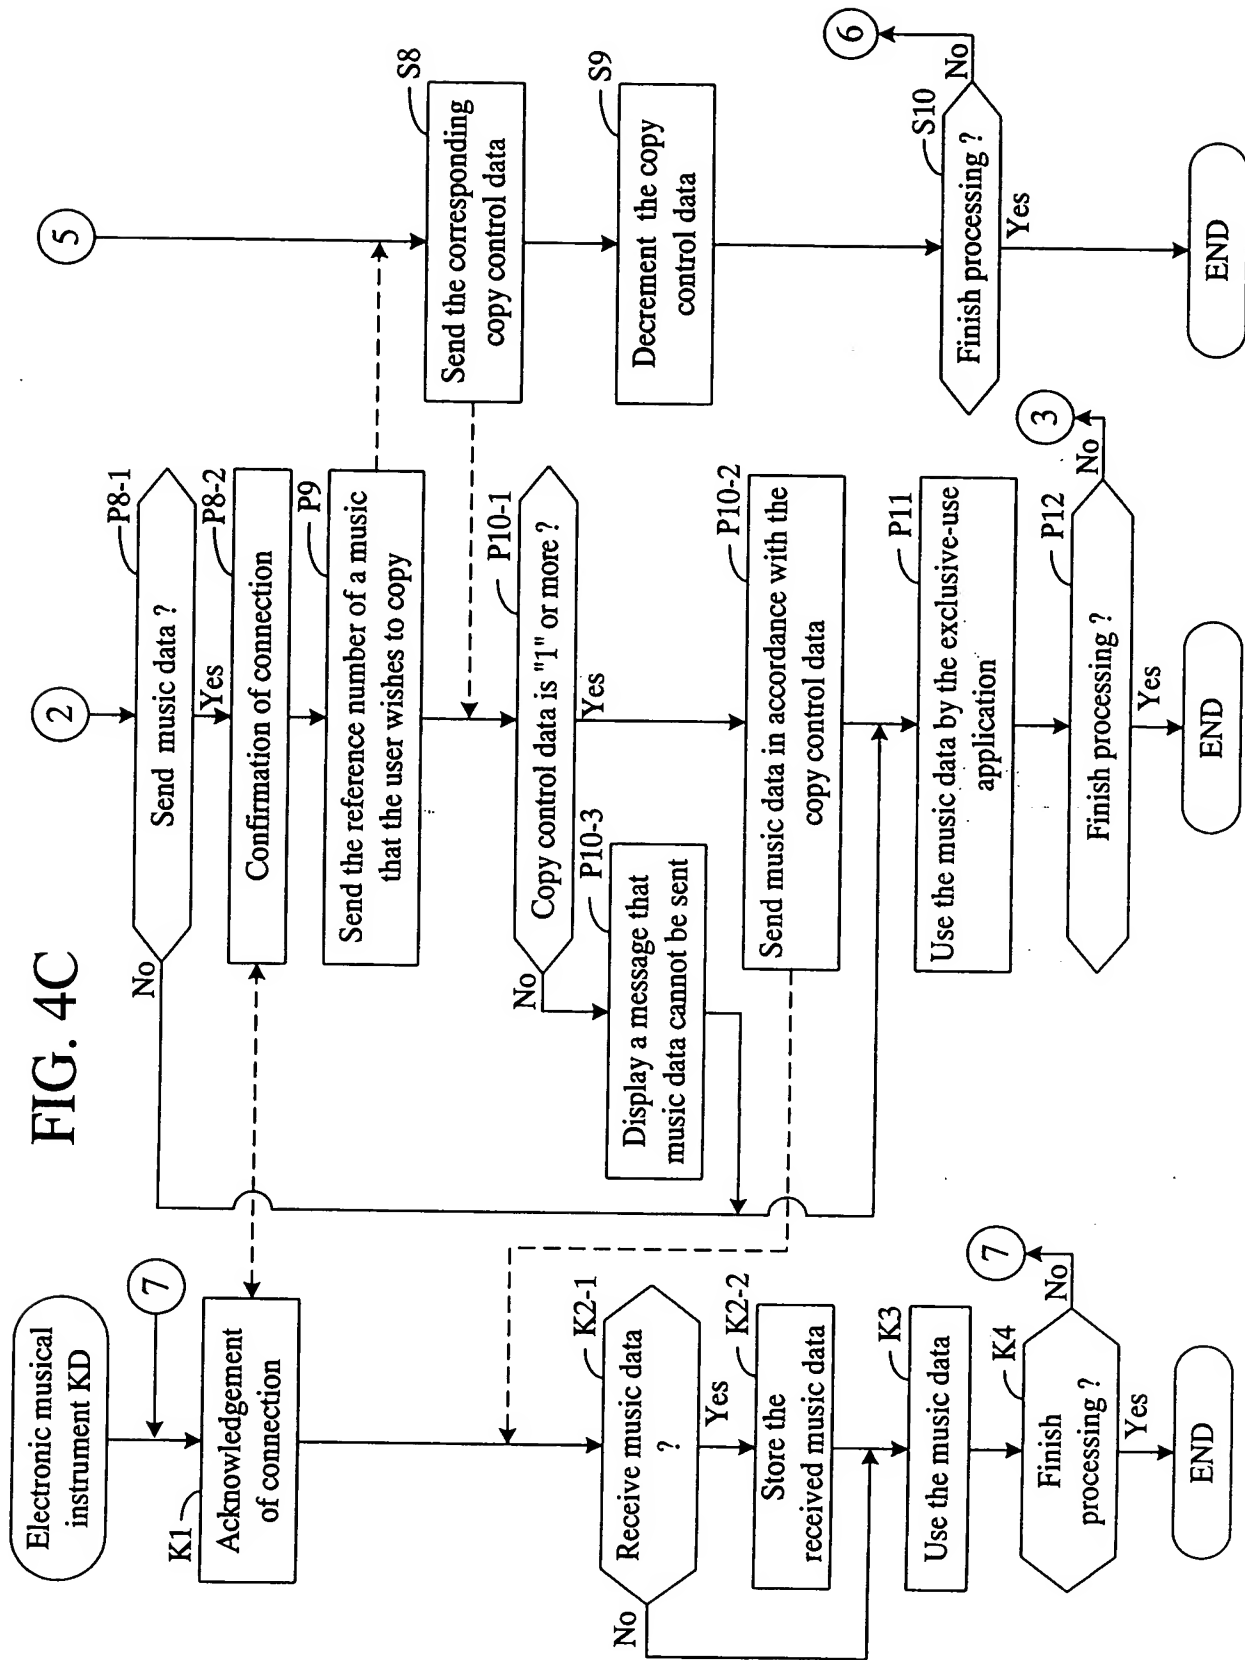 FIG. 4C
Electronic musical
instrument KD
7
K1
Acknowledgement
of connection
K2-1
Receive music data
?
No
Yes
K2-2
Store the
received music data
K3
Use the music data
K4
Finish
processing ?
No
7
Yes
END
2
P8-1
Send music data ?
No
Yes
P8-2
Confirmation of connection
P9
Send the reference number of a music
that the user wishes to copy
P10-1
Copy control data is "1" or more ?
No
Yes
P10-3
Display a message that
music data cannot be sent
P10-2
Send music data in accordance with the
copy control data
P11
Use the music data by the exclusive-use
application
P12
Finish processing ?
No
3
Yes
END
5
S8
Send the corresponding
copy control data
S9
Decrement the copy
control data
S10
Finish processing ?
No
6
Yes
END